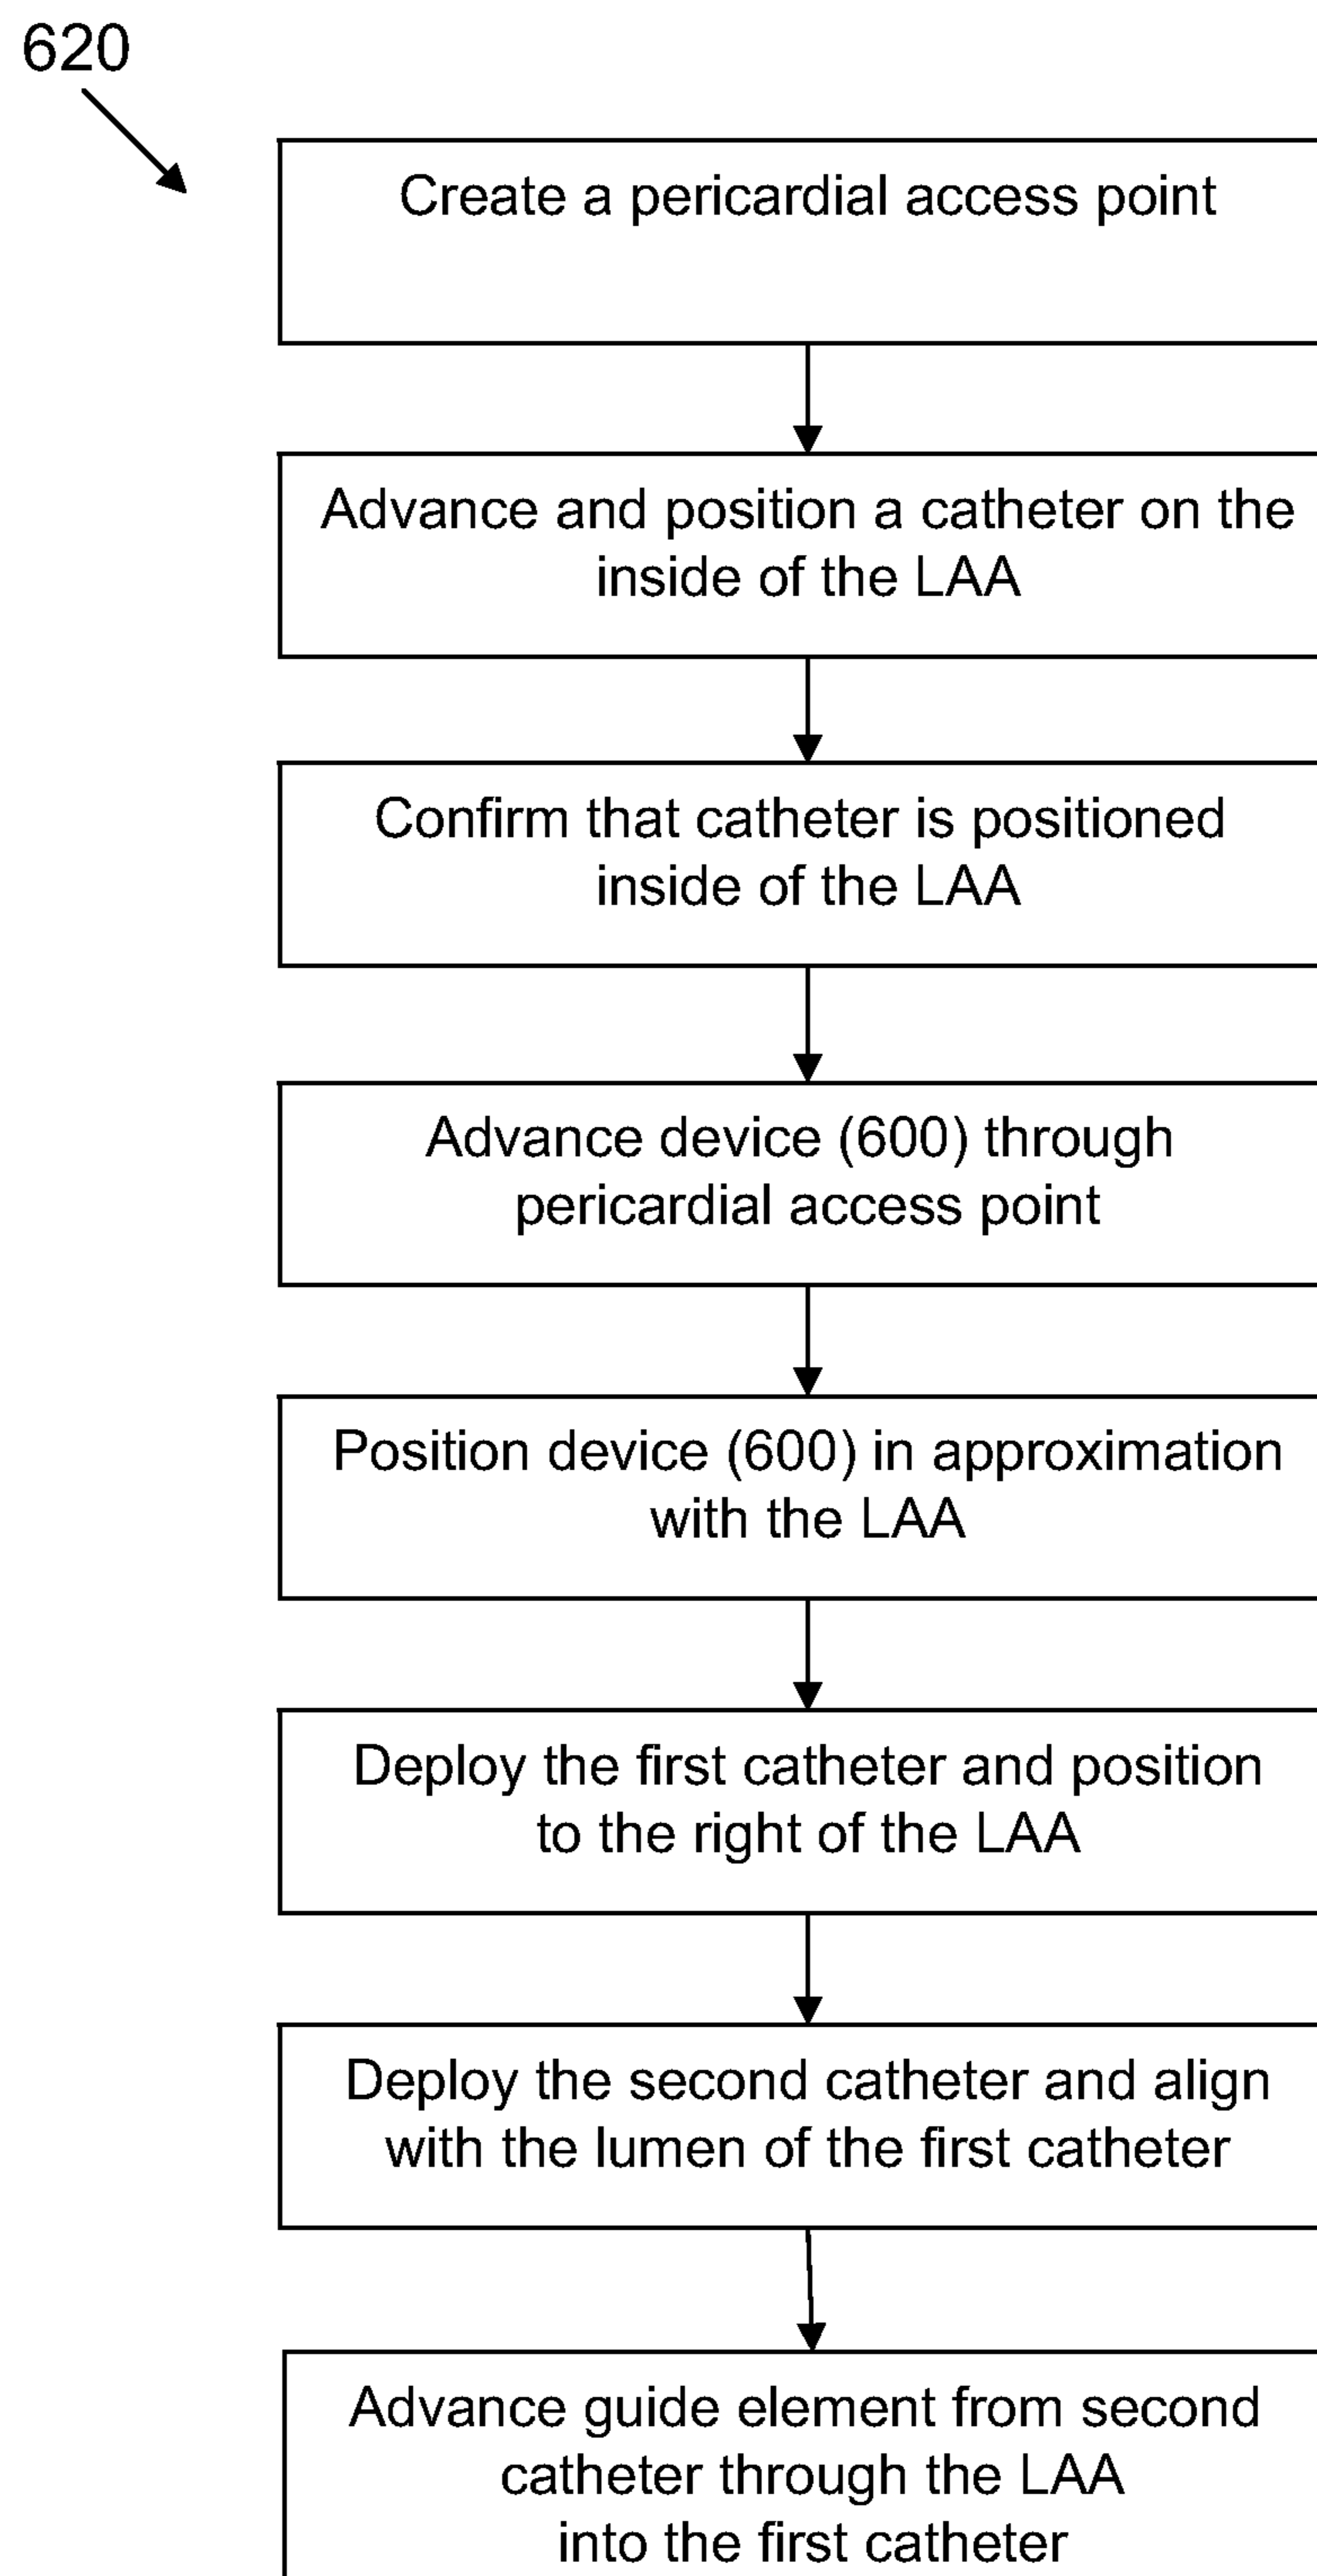 620
Create a pericardial access point
Advance and position a catheter on the
inside of the LAA
Confirm that catheter is positioned
inside of the LAA
Advance device (600) through
pericardial access point
Position device (600) in approximation
with the LAA
Deploy the first catheter and position
to the right of the LAA
Deploy the second catheter and align
with the lumen of the first catheter
Advance guide element from second
catheter through the LAA
into the first catheter